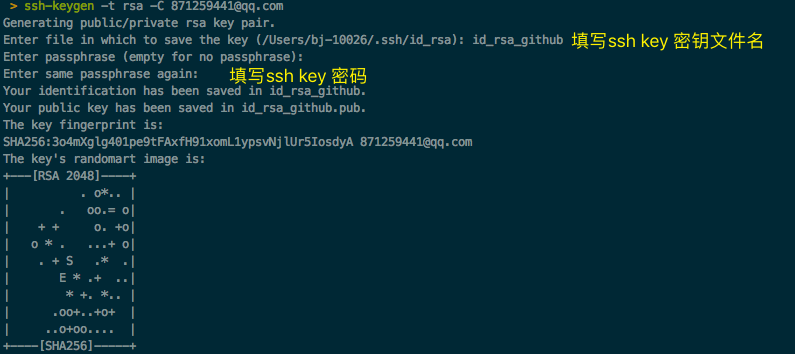 > ssh-keygen -t rsa -C 871259441@qq.com
Generating public/private rsa key pair.
Enter file in which to save the key (/Users/bj-10026/.ssh/id_rsa): id_rsa_github 填写ssh key 密钥文件名
Enter passphrase (empty for no passphrase):
Enter same passphrase again: 填写ssh key 密码
Your identification has been saved in id_rsa_github.
Your public key has been saved in id_rsa_github.pub.
The key fingerprint is:
SHA256:3o4mXglg401pe9tFAxfH91xomL1ypsvNjlUr5IosdyA 871259441@qq.com
The key's randomart image is:
+---[RSA 2048]----+
|         . o*.. |
|      .   oo.= o|
|    + +    o. +o|
|   o * .   ...+ o|
|    . + S   .*  .|
|       E * .+  ..|
|        * +. *.. |
|      .oo+..+o+  |
|     ..o+oo....  |
+----[SHA256]-----+